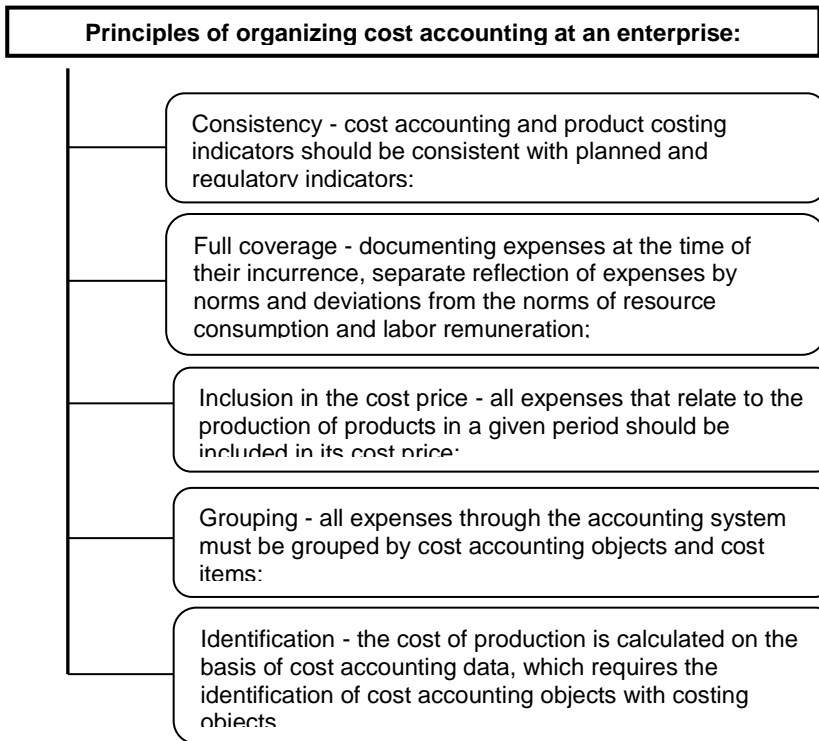 Principles of organizing cost accounting at an enterprise:
Consistency - cost accounting and product costing
indicators should be consistent with planned and
regulatory indicators;
Full coverage - documenting expenses at the time of
their incurrence, separate reflection of expenses by
norms and deviations from the norms of resource
consumption and labor remuneration;
Inclusion in the cost price - all expenses that relate to the
production of products in a given period should be
included in its cost price;
Grouping - all expenses through the accounting system
must be grouped by cost accounting objects and cost
items;
Identification - the cost of production is calculated on the
basis of cost accounting data, which requires the
identification of cost accounting objects with costing
objects